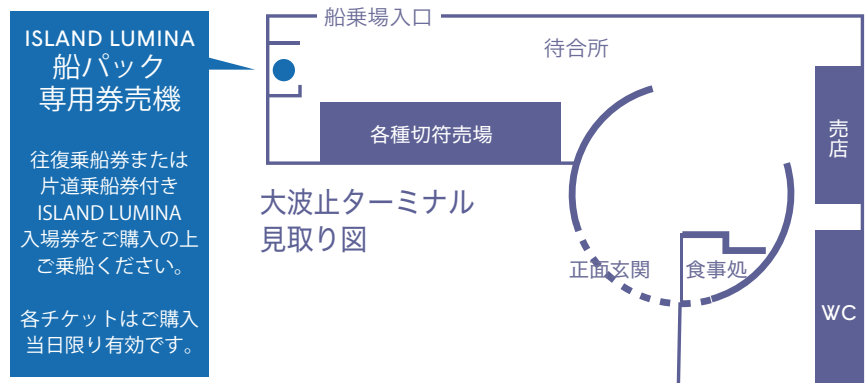 ISLAND LUMINA
船パック
専用券売機
往復乗船券または
片道乗船券付き
ISLAND LUMINA
入場券をご購入の上
ご乗船ください。
各チケットはご購入
当日限り有効です。
船乗場入口
待合所
各種切符売場
売店
大波止ターミナル
見取り図
正面玄関
食事処
WC